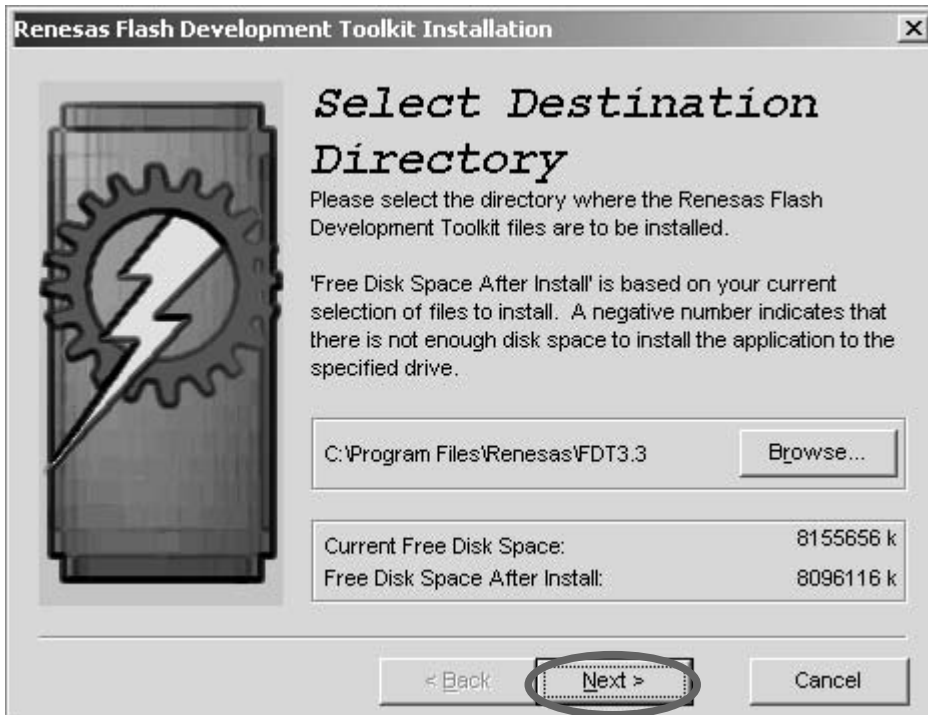 Renesas Flash Development Toolkit Installation
Select Destination
Directory
Please select the directory where the Renesas Flash
Development Toolkit files are to be installed.
'Free Disk Space After Install' is based on your current
selection of files to install.  A negative number indicates that
there is not enough disk space to install the application to the
specified drive.
C:\Program Files\Renesas\FDT3.3 Browse...
Current Free Disk Space: 8155656 k
Free Disk Space After Install: 8096116 k
< Back Next > Cancel